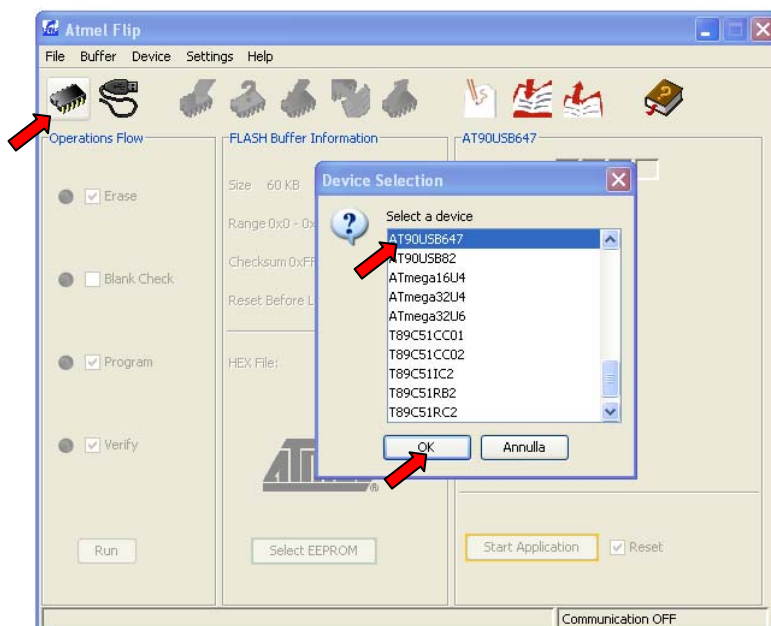 Atmel Flip
File Buffer Device Settings Help
Operations Flow
Erase
Blank Check
Program
Verify
Run
FLASH Buffer Information
Size 60 KB
Range 0x0 - 0x
Checksum 0xFF
Reset Before L
HEX File:
Select EEPROM
AT90USB647
Device Selection
Select a device
AT90USB647
AT90USB82
ATmega16U4
ATmega32U4
ATmega32U6
T89C51CC01
T89C51CC02
T89C51IC2
T89C51RB2
T89C51RC2
OK Annulla
Start Application Reset
Communication OFF